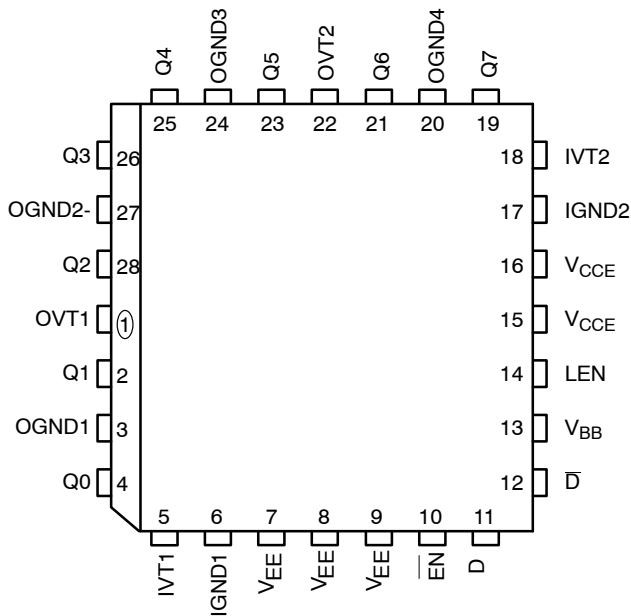 Q4 OGND3 Q5 OVT2 Q6 OGND4 Q7
25 24 23 22 21 20 19
Q3 26 18 IVT2
OGND2- 27 17 IGND2
Q2 28 16 VCCE
OVT1 1 15 VCCE
Q1 2 14 LEN
OGND1 3 13 VBB
Q0 4 12 D̅
5 6 7 8 9 10 11
IVT1 IGND1 VEE VEE VEE E̅N̅ D